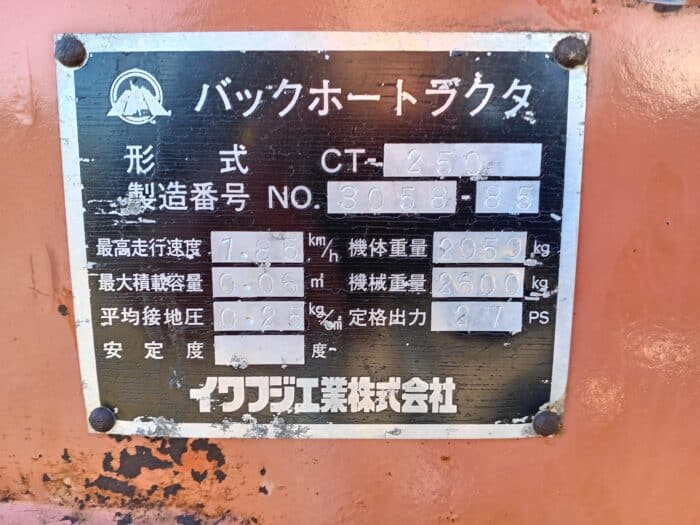 バックホートラクタ
形 式 CT-250
製造番号 NO. 3058-85
最高走行速度 1.85 km/h 機体重量 2050 kg
最大積載容量 0.06 ㎥ 機械重量 2600 kg
平均接地圧 0.25 kg/c㎡ 定格出力 27 PS
安 定 度 度
イワフジ工業株式会社